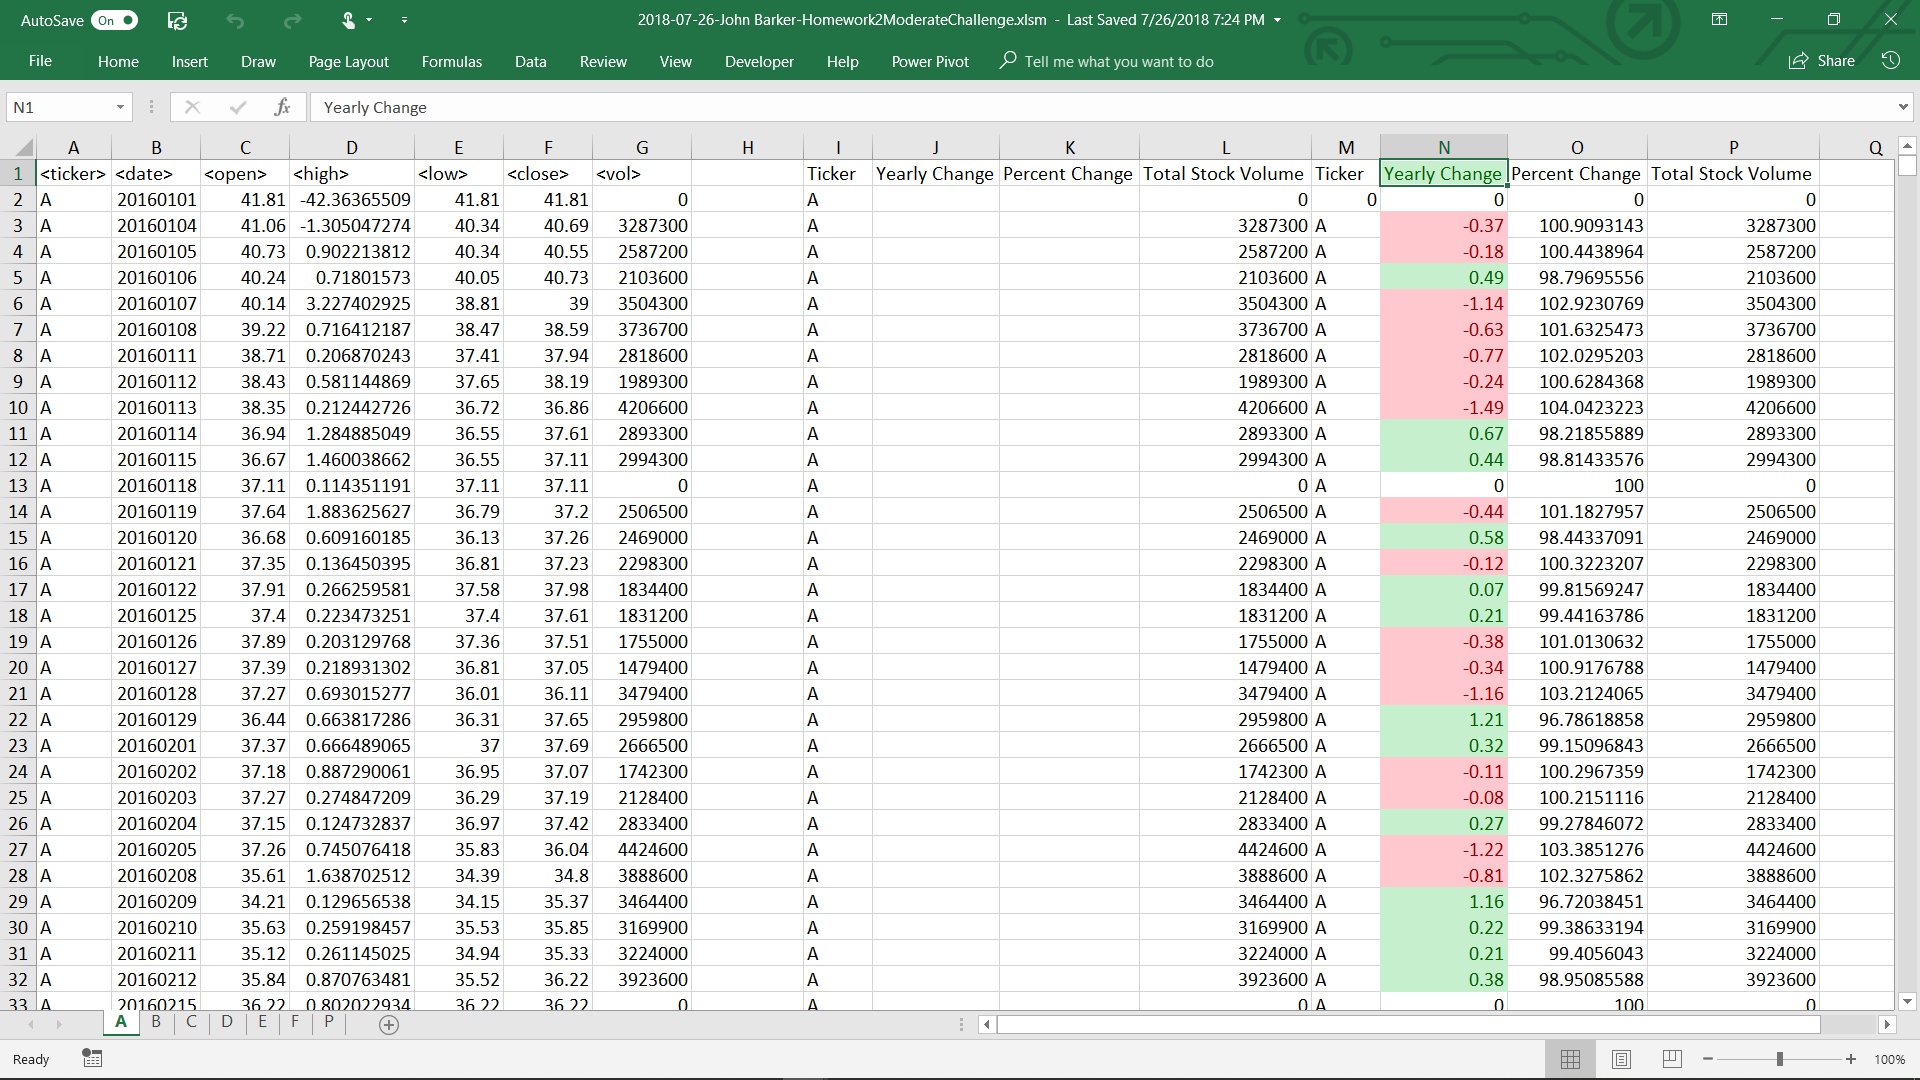 AutoSave On 2018-07-26-John Barker-Homework2ModerateChallenge.xlsm - Last Saved 7/26/2018 7:24 PM
File Home Insert Draw Page Layout Formulas Data Review View Developer Help Power Pivot Tell me what you want to do Share
N1 fx Yearly Change
A B C D E F G H I J K L M N O P Q
1 <ticker> <date> <open> <high> <low> <close> <vol> Ticker Yearly Change Percent Change Total Stock Volume Ticker Yearly Change Percent Change Total Stock Volume
2 A 20160101 41.81 -42.36365509 41.81 41.81 0 A 0 0 0 0 0
3 A 20160104 41.06 -1.305047274 40.34 40.69 3287300 A 3287300 A -0.37 100.9093143 3287300
4 A 20160105 40.73 0.902213812 40.34 40.55 2587200 A 2587200 A -0.18 100.4438964 2587200
5 A 20160106 40.24 0.71801573 40.05 40.73 2103600 A 2103600 A 0.49 98.79695556 2103600
6 A 20160107 40.14 3.227402925 38.81 39 3504300 A 3504300 A -1.14 102.9230769 3504300
7 A 20160108 39.22 0.716412187 38.47 38.59 3736700 A 3736700 A -0.63 101.6325473 3736700
8 A 20160111 38.71 0.206870243 37.41 37.94 2818600 A 2818600 A -0.77 102.0295203 2818600
9 A 20160112 38.43 0.581144869 37.65 38.19 1989300 A 1989300 A -0.24 100.6284368 1989300
10 A 20160113 38.35 0.212442726 36.72 36.86 4206600 A 4206600 A -1.49 104.0423223 4206600
11 A 20160114 36.94 1.284885049 36.55 37.61 2893300 A 2893300 A 0.67 98.21855889 2893300
12 A 20160115 36.67 1.460038662 36.55 37.11 2994300 A 2994300 A 0.44 98.81433576 2994300
13 A 20160118 37.11 0.114351191 37.11 37.11 0 A 0 A 0 100 0
14 A 20160119 37.64 1.883625627 36.79 37.2 2506500 A 2506500 A -0.44 101.1827957 2506500
15 A 20160120 36.68 0.609160185 36.13 37.26 2469000 A 2469000 A 0.58 98.44337091 2469000
16 A 20160121 37.35 0.136450395 36.81 37.23 2298300 A 2298300 A -0.12 100.3223207 2298300
17 A 20160122 37.91 0.266259581 37.58 37.98 1834400 A 1834400 A 0.07 99.81569247 1834400
18 A 20160125 37.4 0.223473251 37.4 37.61 1831200 A 1831200 A 0.21 99.44163786 1831200
19 A 20160126 37.89 0.203129768 37.36 37.51 1755000 A 1755000 A -0.38 101.0130632 1755000
20 A 20160127 37.39 0.218931302 36.81 37.05 1479400 A 1479400 A -0.34 100.9176788 1479400
21 A 20160128 37.27 0.693015277 36.01 36.11 3479400 A 3479400 A -1.16 103.2124065 3479400
22 A 20160129 36.44 0.663817286 36.31 37.65 2959800 A 2959800 A 1.21 96.78618858 2959800
23 A 20160201 37.37 0.666489065 37 37.69 2666500 A 2666500 A 0.32 99.15096843 2666500
24 A 20160202 37.18 0.887290061 36.95 37.07 1742300 A 1742300 A -0.11 100.2967359 1742300
25 A 20160203 37.27 0.274847209 36.29 37.19 2128400 A 2128400 A -0.08 100.2151116 2128400
26 A 20160204 37.15 0.124732837 36.97 37.42 2833400 A 2833400 A 0.27 99.27846072 2833400
27 A 20160205 37.26 0.745076418 35.83 36.04 4424600 A 4424600 A -1.22 103.3851276 4424600
28 A 20160208 35.61 1.638702512 34.39 34.8 3888600 A 3888600 A -0.81 102.3275862 3888600
29 A 20160209 34.21 0.129656538 34.15 35.37 3464400 A 3464400 A 1.16 96.72038451 3464400
30 A 20160210 35.63 0.259198457 35.53 35.85 3169900 A 3169900 A 0.22 99.38633194 3169900
31 A 20160211 35.12 0.261145025 34.94 35.33 3224000 A 3224000 A 0.21 99.4056043 3224000
32 A 20160212 35.84 0.870763481 35.52 36.22 3923600 A 3923600 A 0.38 98.95085588 3923600
33 A 20160215 36.22 0.802022934 36.22 36.22 0 A 0 A 0 100 0
A B C D E F P
Ready 100%